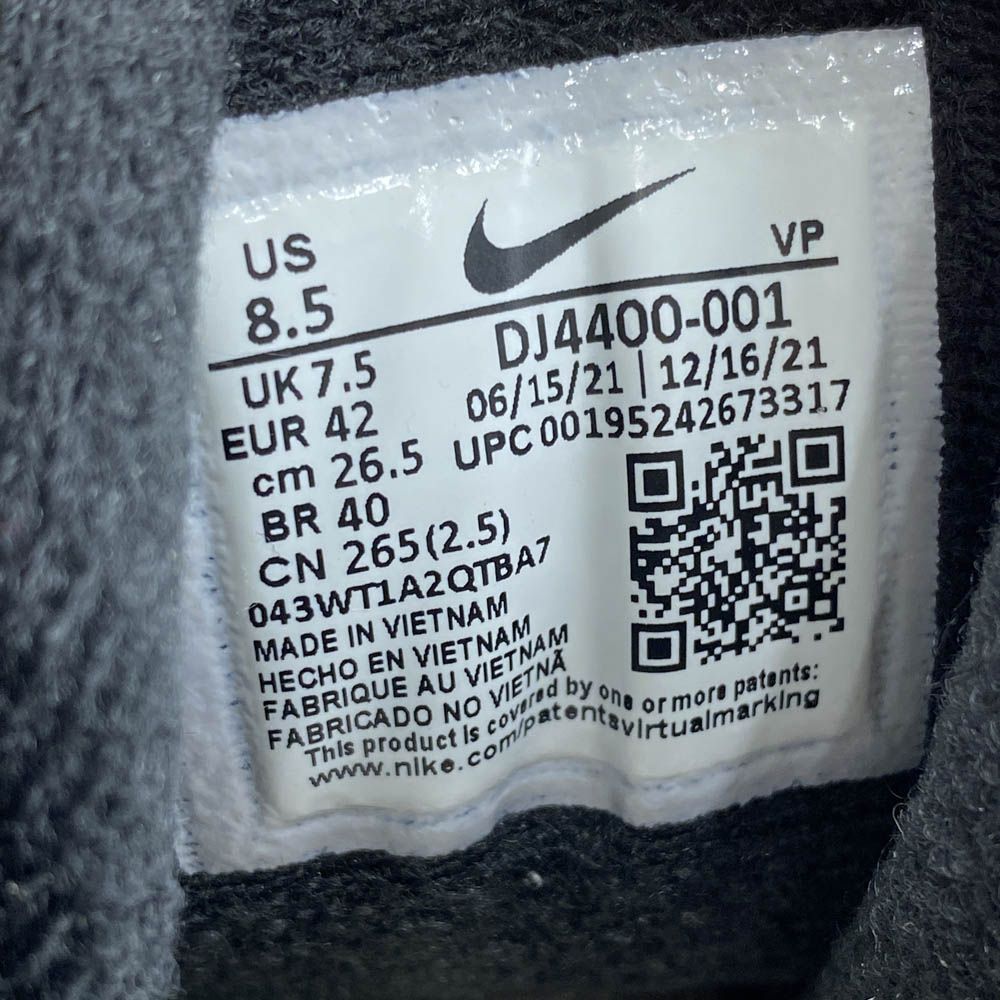 US
8.5
VP
UK 7.5
DJ4400-001
EUR 42
06/15/21 | 12/16/21
cm 26.5
UPC 00195242673317
BR 40
CN 265(2.5)
043WT1A2QTBA7
MADE IN VIETNAM
HECHO EN VIETNAM
FABRIQUE AU VIETNAM
FABRICADO NO VIETNÃ
This product is covered by one or more patents:
www.nike.com/patentsvirtualmarking